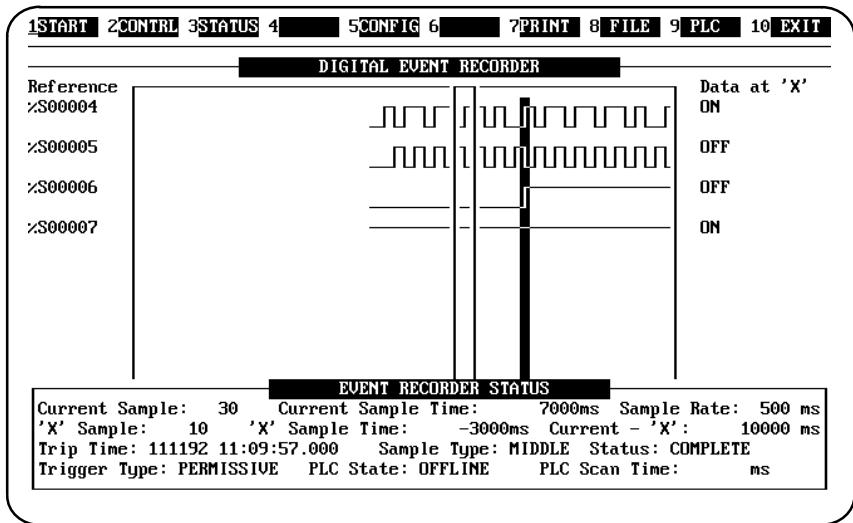 1START 2CONTRL 3STATUS 4 5CONFIG 6 7PRINT 8 FILE 9 PLC 10 EXIT
DIGITAL EVENT RECORDER
Reference Data at 'X'
%S00004 ON
%S00005 OFF
%S00006 OFF
%S00007 ON
EVENT RECORDER STATUS
Current Sample: 30 Current Sample Time: 7000ms Sample Rate: 500 ms
'X' Sample: 10 'X' Sample Time: -3000ms Current - 'X': 10000 ms
Trip Time: 111192 11:09:57.000 Sample Type: MIDDLE Status: COMPLETE
Trigger Type: PERMISSIVE PLC State: OFFLINE PLC Scan Time: ms